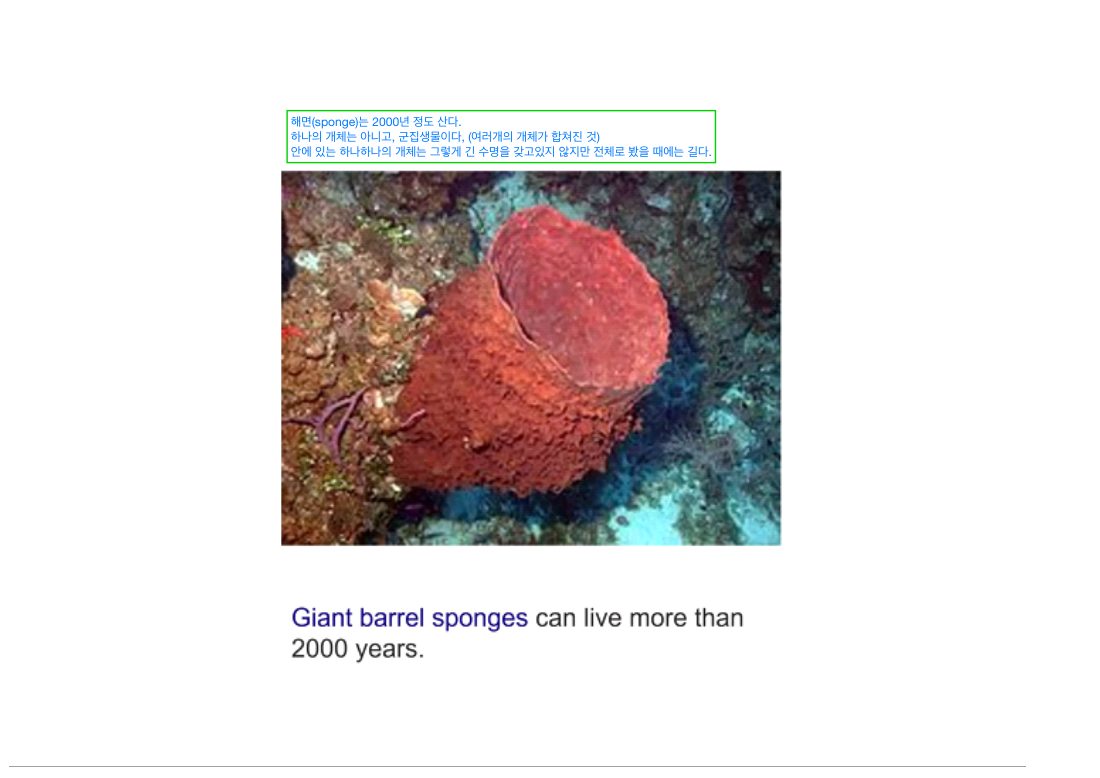 해면(sponge)는 2000년 정도 산다.
하나의 개체는 아니고, 군집생물이다, (여러개의 개체가 합쳐진 것)
안에 있는 하나하나의 개체는 그렇게 긴 수명을 갖고있지 않지만 전체로 봤을 때에는 길다.
Giant barrel sponges can live more than
2000 years.